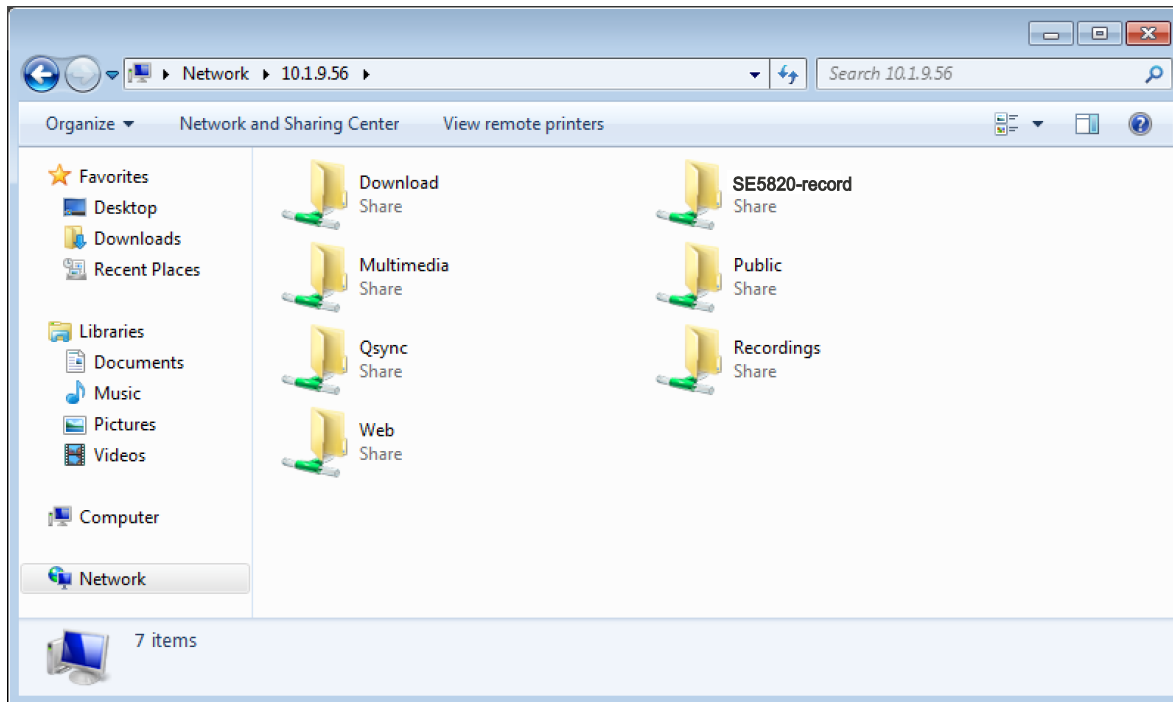 Network 10.1.9.56 Search 10.1.9.56
Organize Network and Sharing Center View remote printers
Favorites
Desktop
Downloads
Recent Places
Libraries
Documents
Music
Pictures
Videos
Computer
Network
Download
Share
SE5820-record
Share
Multimedia
Share
Public
Share
Qsync
Share
Recordings
Share
Web
Share
7 items